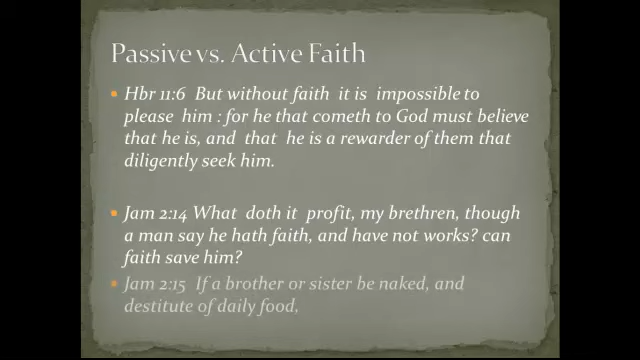 Passive vs. Active Faith
• Hbr 11:6 But without faith it is impossible to
please him : for he that cometh to God must believe
that he is, and that he is a rewarder of them that
diligently seek him.
• Jam 2:14 What doth it profit, my brethren, though
a man say he hath faith, and have not works? can
faith save him?
• Jam 2:15 If a brother or sister be naked, and
destitute of daily food,